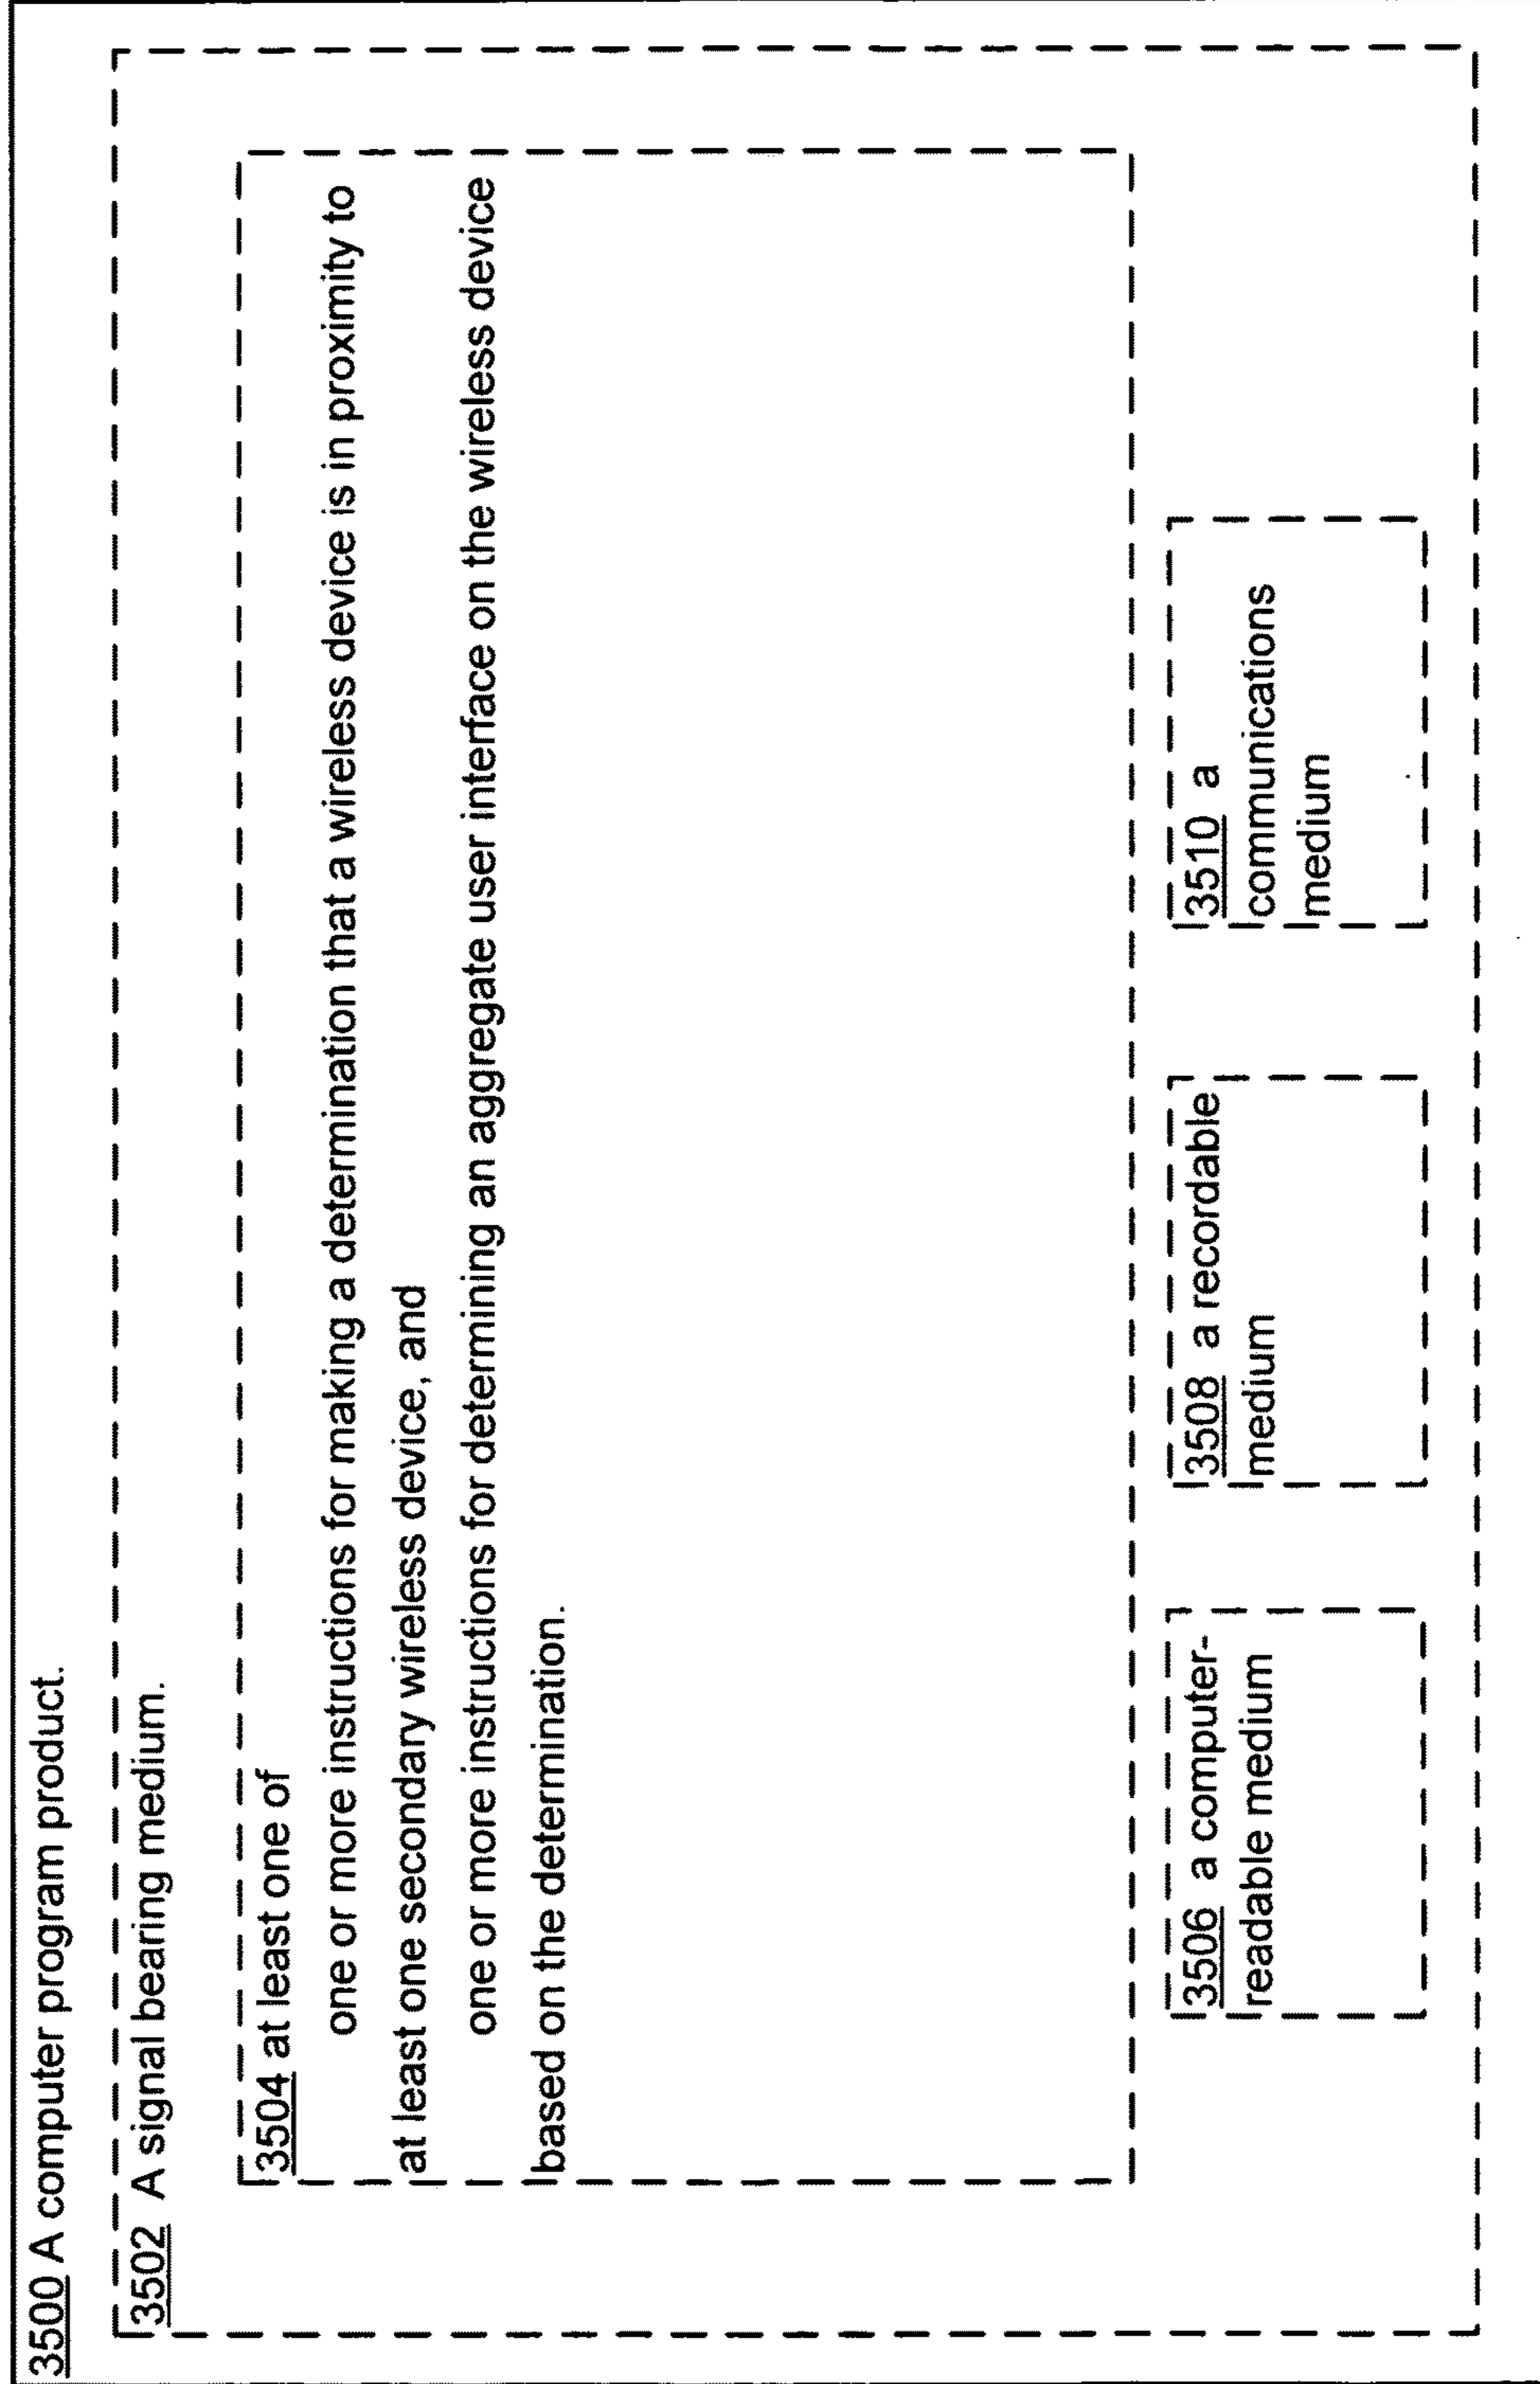 3500 A computer program product.
3502 A signal bearing medium.
3504 at least one of
one or more instructions for making a determination that a wireless device is in proximity to
at least one secondary wireless device, and
one or more instructions for determining an aggregate user interface on the wireless device
based on the determination.
3506 a computer-
readable medium
3508 a recordable
medium
3510 a
communications
medium